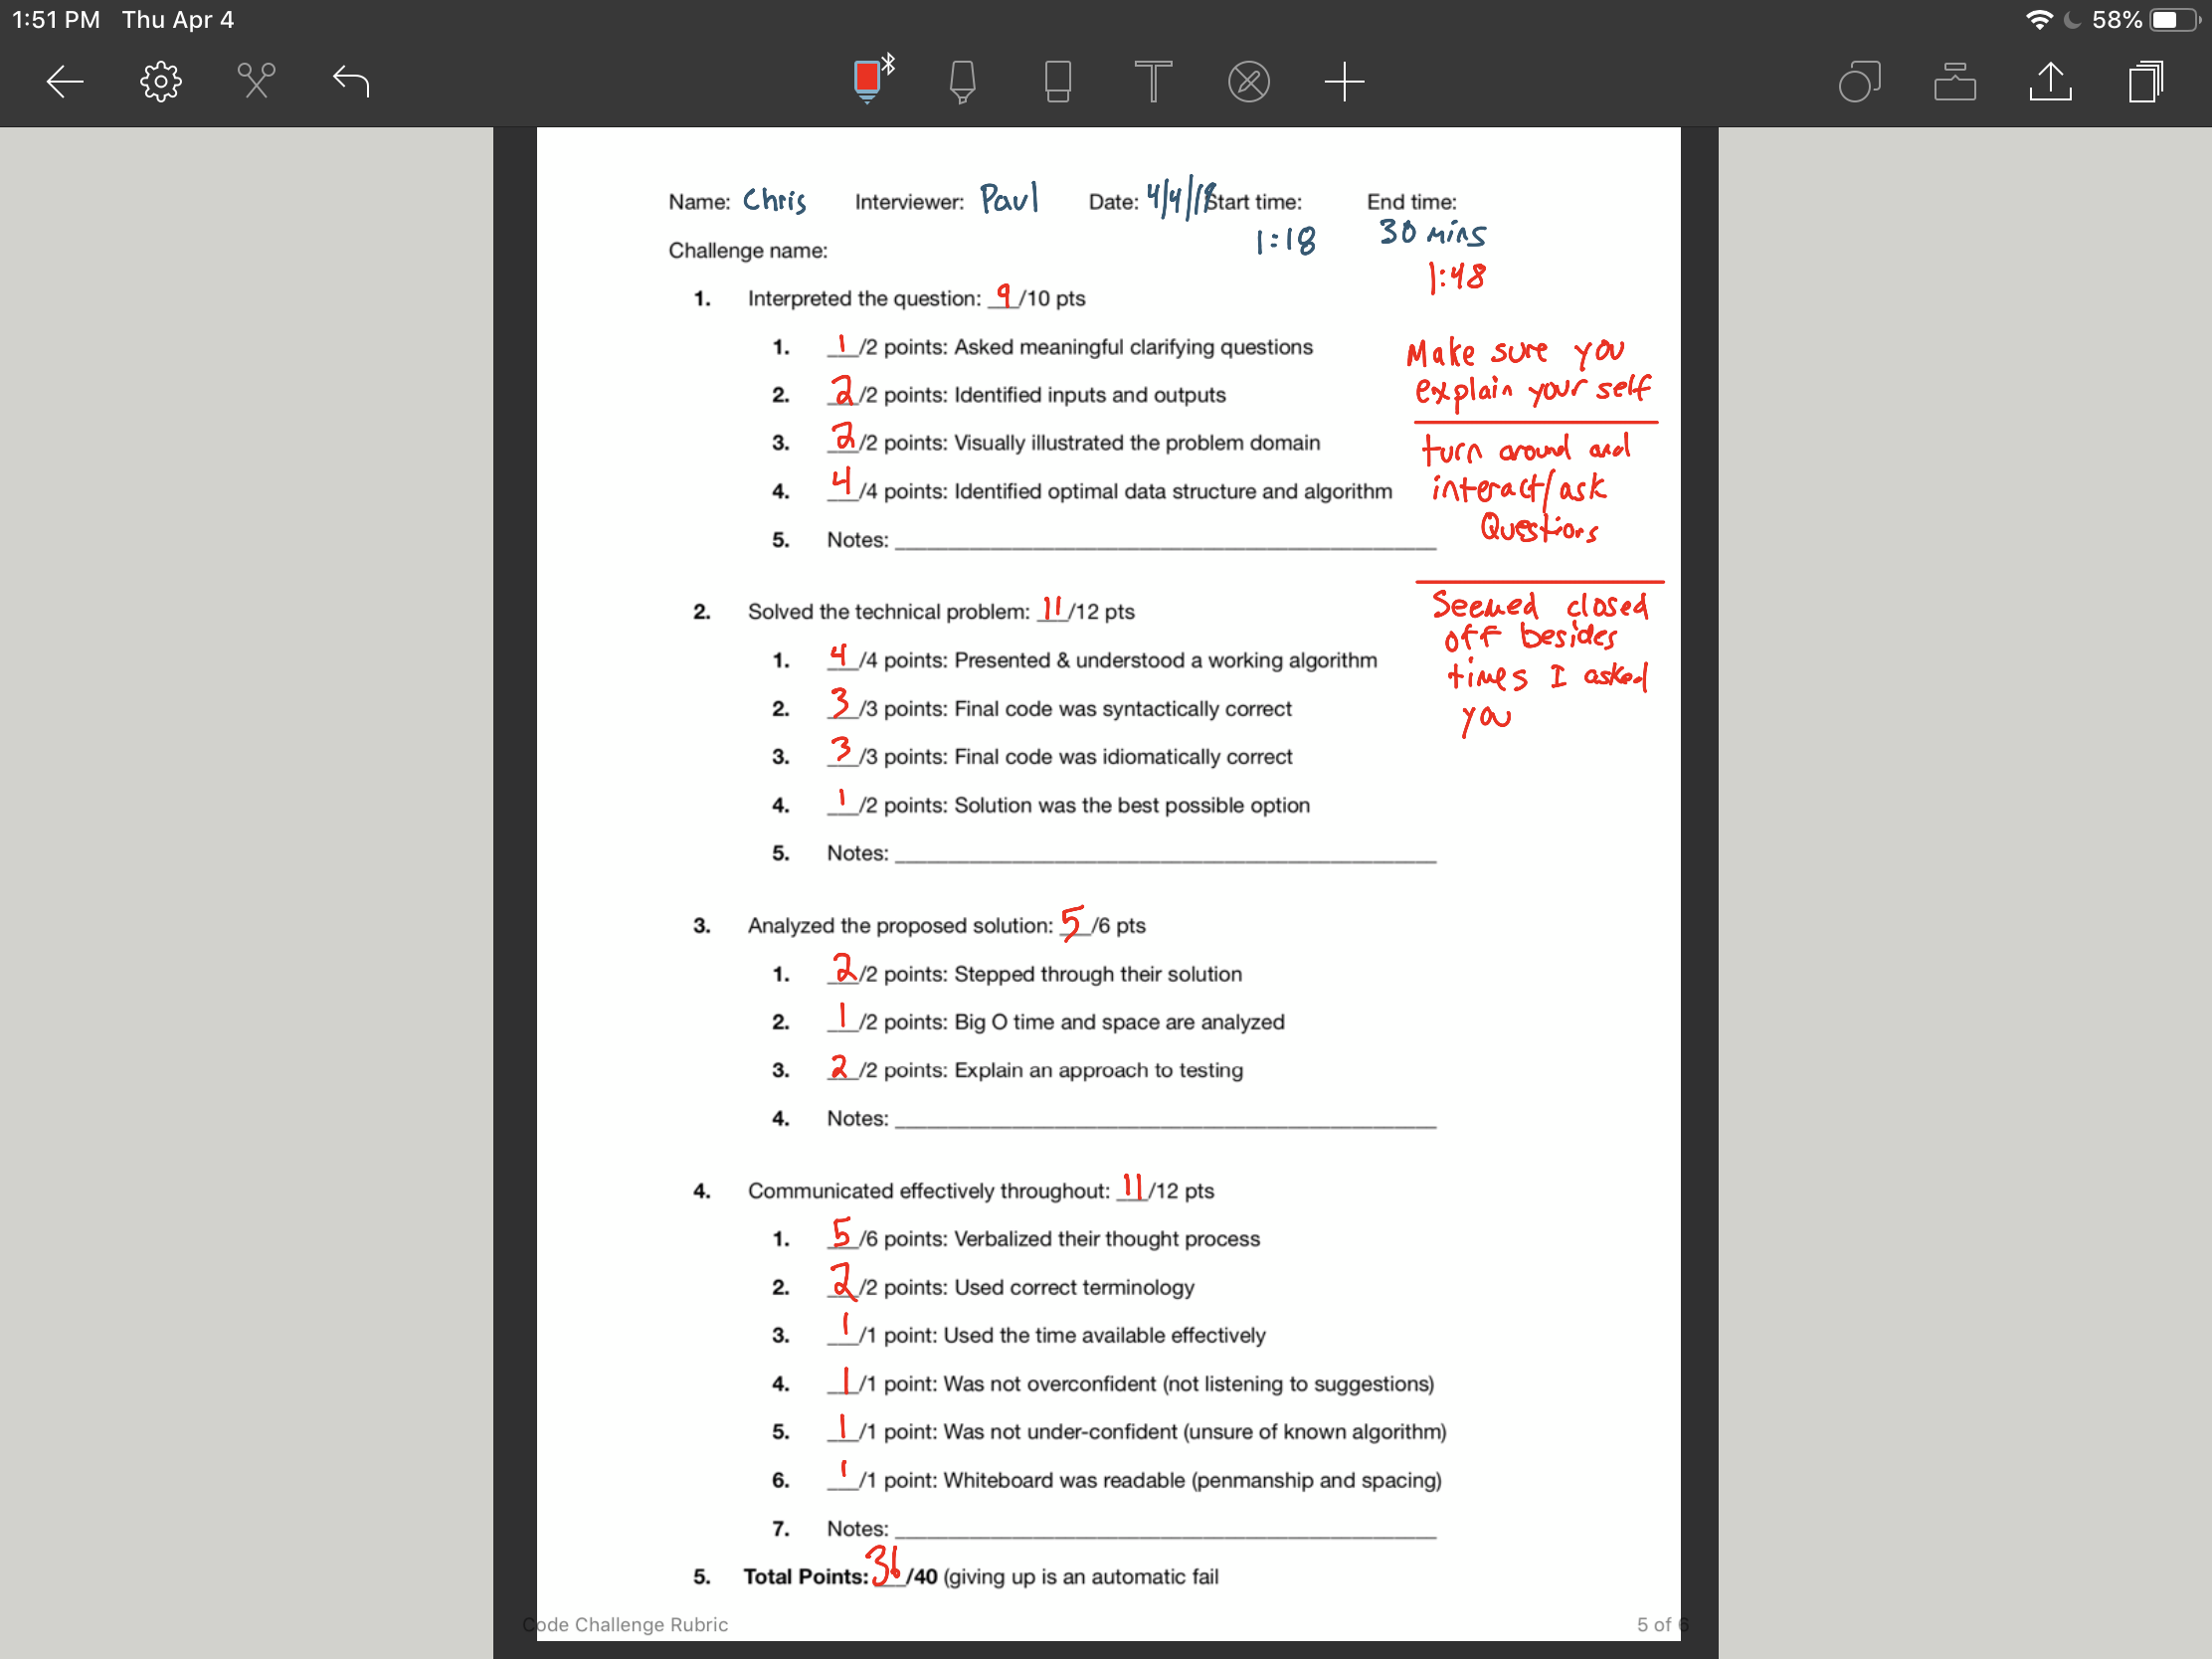 1:51 PM Thu Apr 4
58%
Name: Chris Interviewer: Paul Date: 4/4/18 Start time: End time:
1:18 30 mins
Challenge name:
1:48
1. Interpreted the question: 9/10 pts
1. 1/2 points: Asked meaningful clarifying questions
Make sure you
explain your self
2. 2/2 points: Identified inputs and outputs
3. 2/2 points: Visually illustrated the problem domain
turn around and
interact/ask
Questions
4. 4/4 points: Identified optimal data structure and algorithm
5. Notes: ___
2. Solved the technical problem: 11/12 pts
Seemed closed
off besides
times I asked
you
1. 4/4 points: Presented & understood a working algorithm
2. 3/3 points: Final code was syntactically correct
3. 3/3 points: Final code was idiomatically correct
4. 1/2 points: Solution was the best possible option
5. Notes: ___
3. Analyzed the proposed solution: 5/6 pts
1. 2/2 points: Stepped through their solution
2. 1/2 points: Big O time and space are analyzed
3. 2/2 points: Explain an approach to testing
4. Notes: ___
4. Communicated effectively throughout: 11/12 pts
1. 5/6 points: Verbalized their thought process
2. 2/2 points: Used correct terminology
3. 1/1 point: Used the time available effectively
4. 1/1 point: Was not overconfident (not listening to suggestions)
5. 1/1 point: Was not under-confident (unsure of known algorithm)
6. 1/1 point: Whiteboard was readable (penmanship and spacing)
7. Notes: ___
5. Total Points: 36/40 (giving up is an automatic fail
Code Challenge Rubric
5 of 6